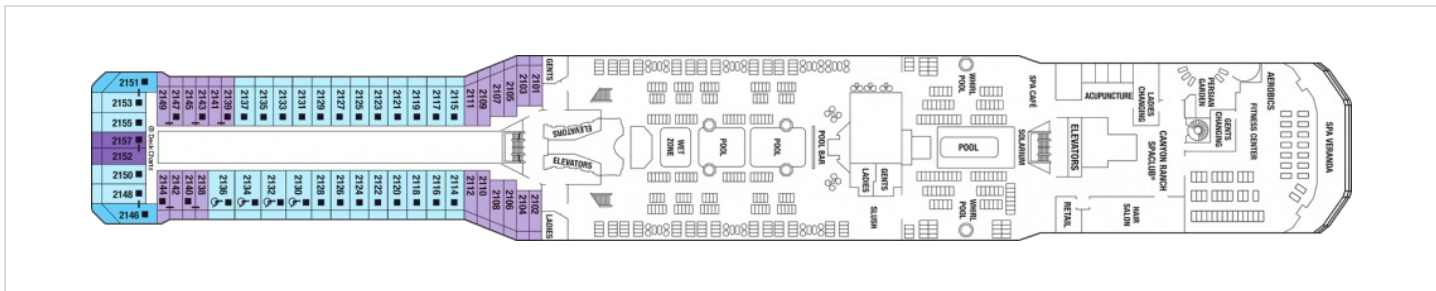 2151
2153
2155
2157
2152
2150
2148
2146
© Deck Charts
2149
2147
2145
2143
2141
2139
2137
2135
2133
2131
2129
2127
2125
2123
2121
2119
2117
2115
2111
2109
2107
2105
2103
2101
2144
2142
2140
2138
2136
2134
2132
2130
2128
2126
2124
2122
2120
2118
2116
2114
2112
2110
2108
2106
2104
2102
GENTS
LADIES
ELEVATORS
ELEVATORS
WET
ZONE
POOL
POOL
POOL BAR
GENTS
LADIES
SLUSH
WHIRL
POOL
POOL
WHIRL
POOL
SPA CAFÉ
SOLARIUM
ELEVATORS
RETAIL
ACUPUNCTURE
LADIES
CHANGING
CANYON RANCH
SPACLUB®
HAIR
SALON
PERSIAN
GARDEN
GENTS
CHANGING
AEROBICS
FITNESS CENTER
SPA VERANDA